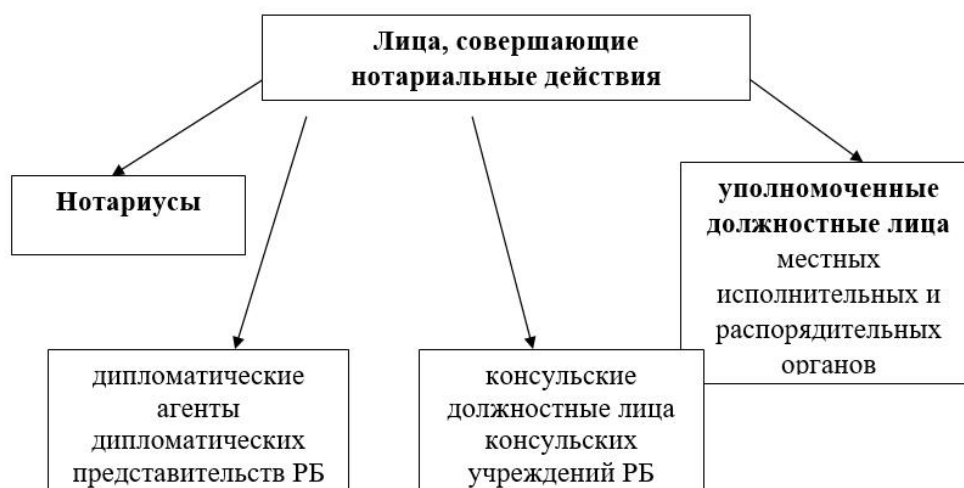 Лица, совершающие
нотариальные действия
Нотариусы
уполномоченные
должностные лица
местных
исполнительных и
распорядительных
органов
дипломатические
агенты
дипломатических
представительств РБ
консульские
должностные лица
консульских
учреждений РБ